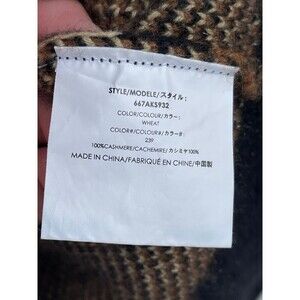 STYLE/MODELE/スタイル:
667AKS932
COLOR/COLOUR/カラー:
WHEAT
COLOR#/COLOUR#/カラー#:
239
100%CASHMERE/CACHEMIRE/カシミヤ100%
MADE IN CHINA/FABRIQUÉ EN CHINE/中国製